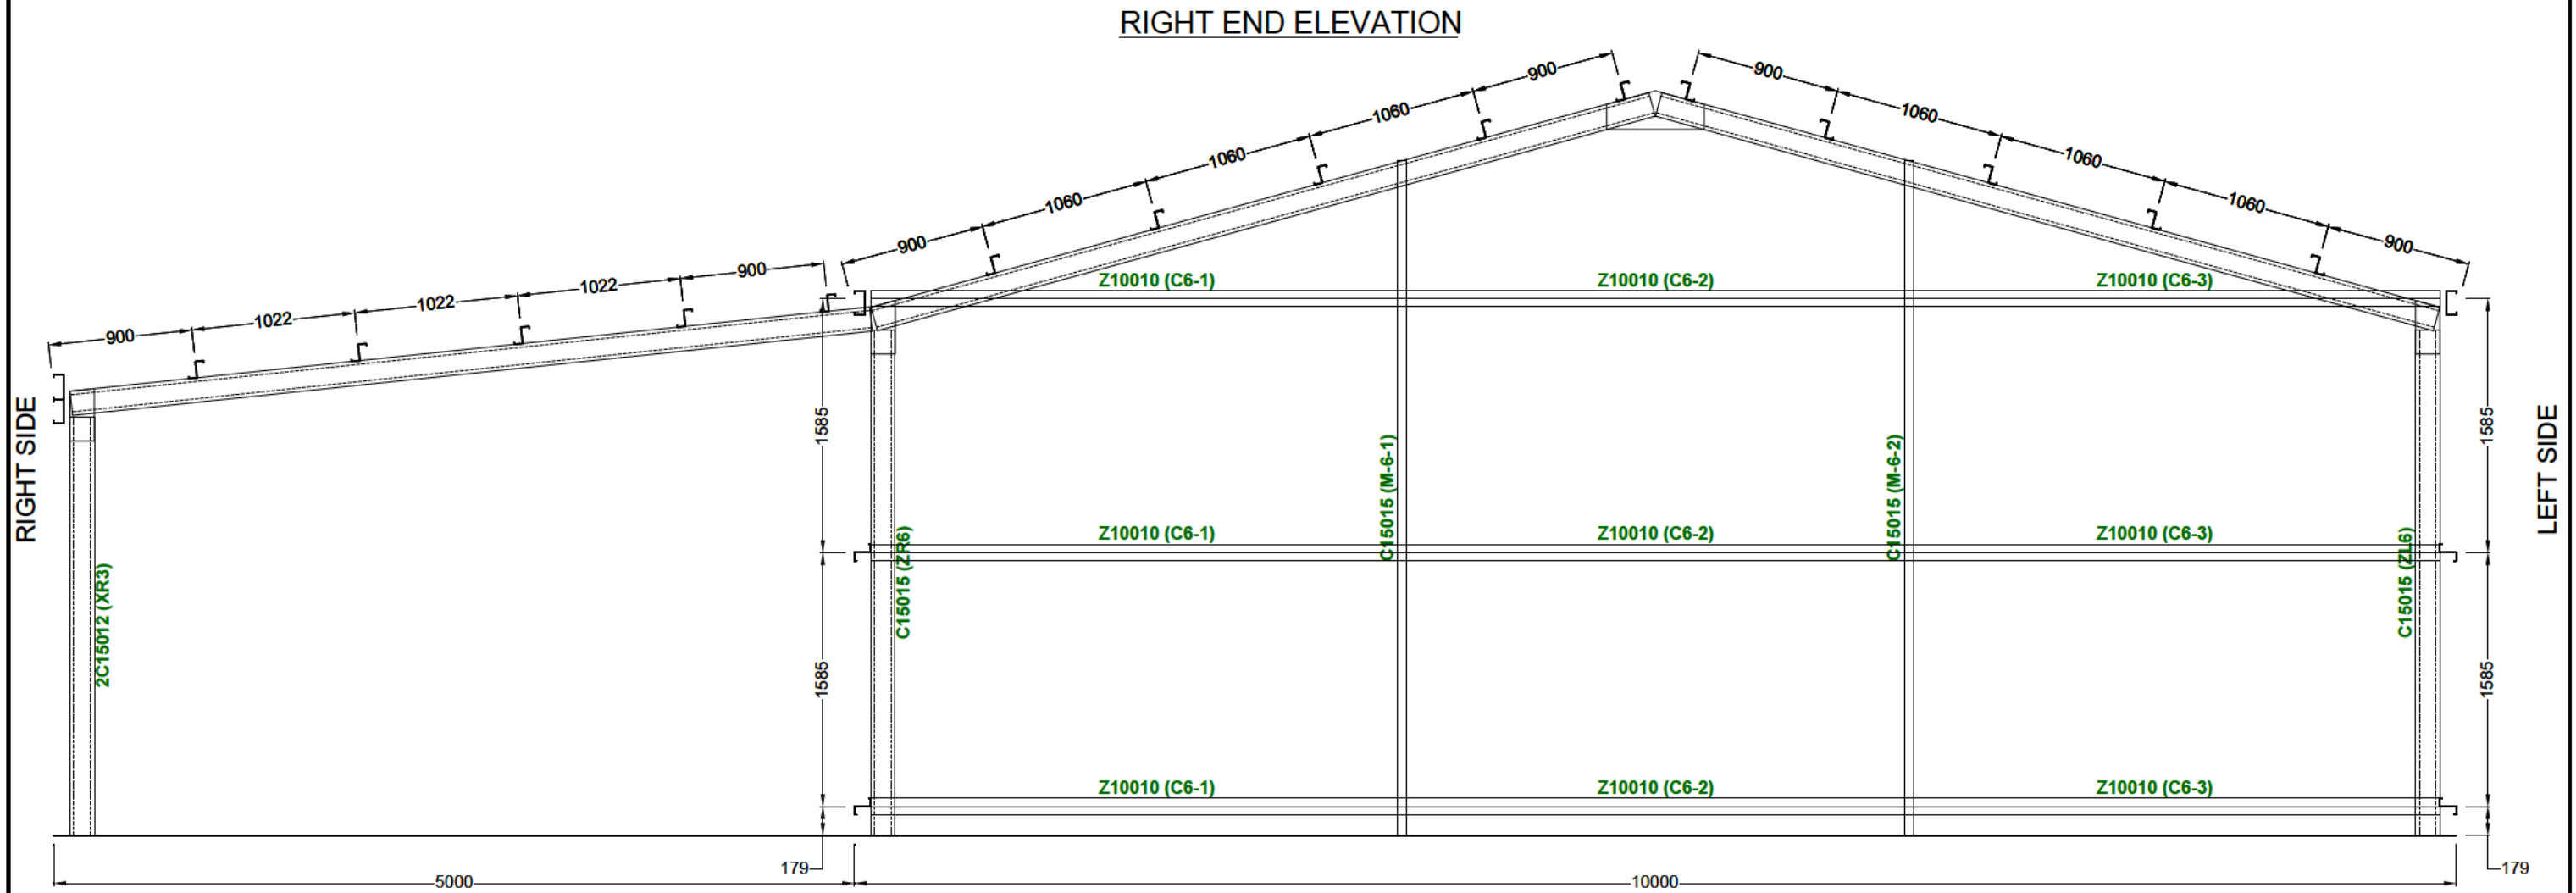 RIGHT END ELEVATION
900
1022
1022
1022
900
900
1060
1060
1060
900
900
1060
1060
1060
900
Z10010 (C6-1)
Z10010 (C6-2)
Z10010 (C6-3)
RIGHT SIDE
LEFT SIDE
1585
1585
C15015 (M-6-1)
C15015 (M-6-2)
Z10010 (C6-1)
Z10010 (C6-2)
Z10010 (C6-3)
2C15012 (XR3)
C15015 (ZR6)
C15015 (ZL6)
1585
1585
Z10010 (C6-1)
Z10010 (C6-2)
Z10010 (C6-3)
179
179
5000
10000